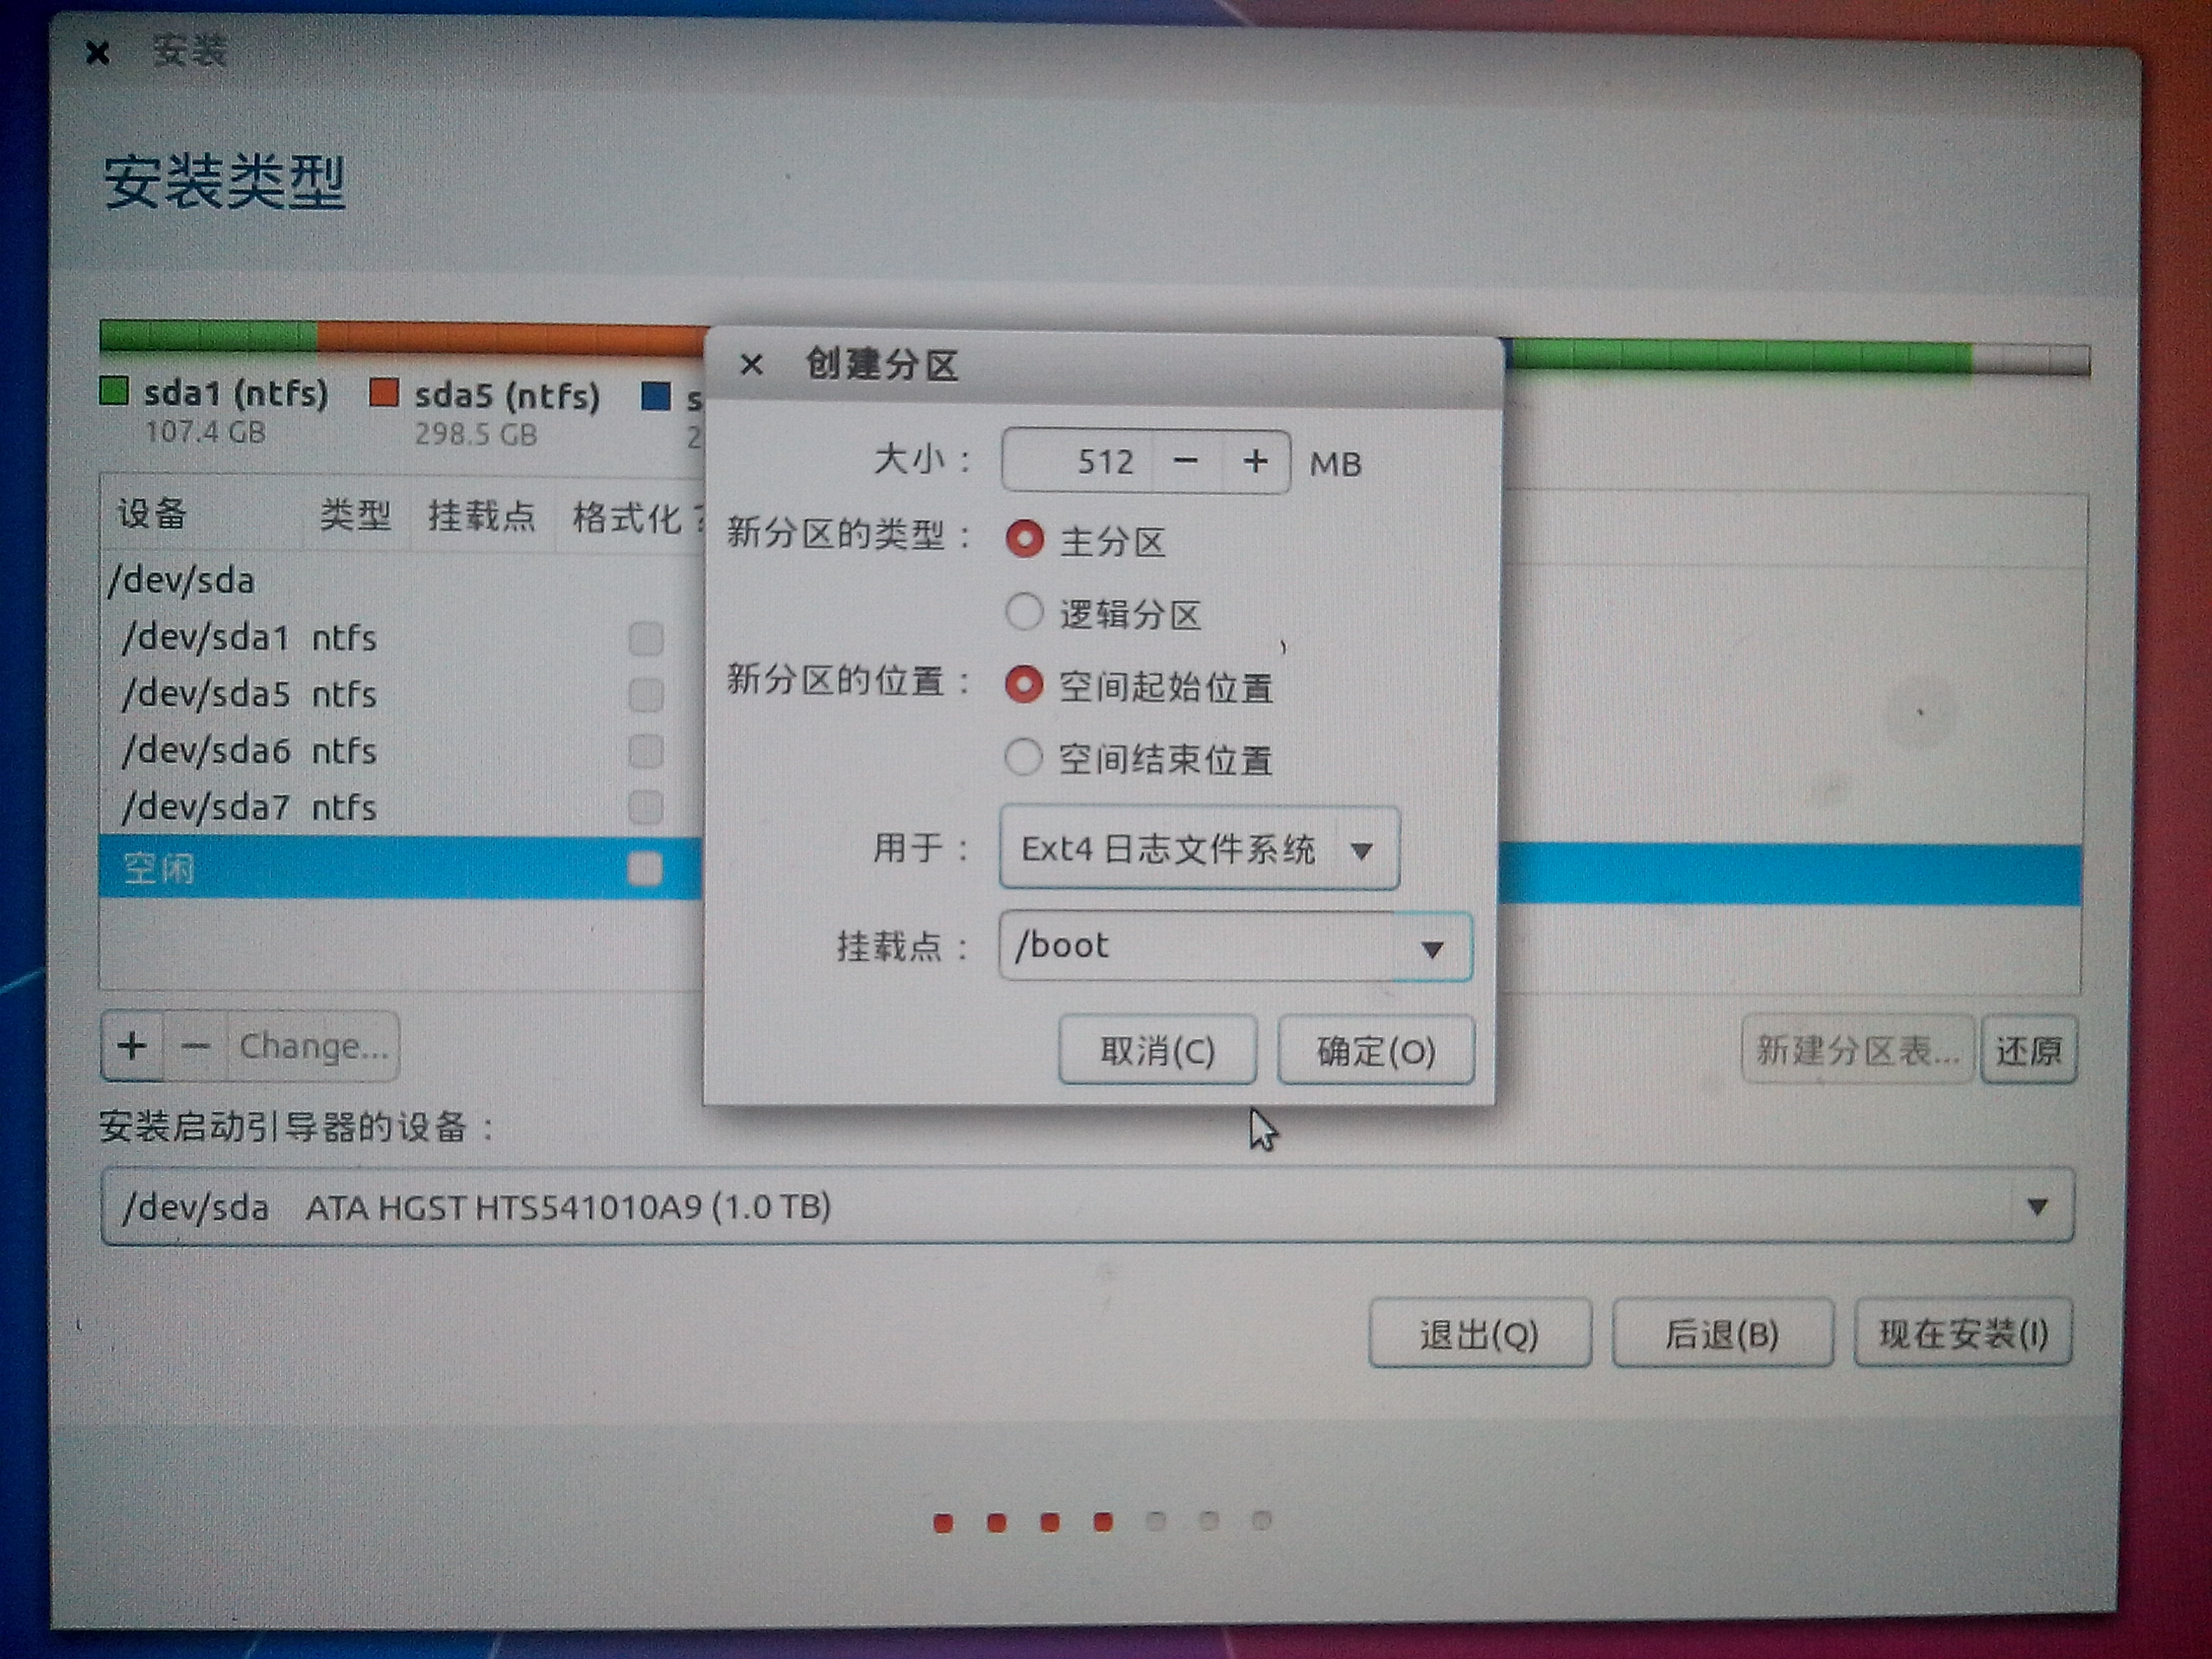 安装
安装类型
sda1 (ntfs)
107.4 GB
sda5 (ntfs)
298.5 GB
设备 类型 挂载点 格式化?
/dev/sda
/dev/sda1 ntfs
/dev/sda5 ntfs
/dev/sda6 ntfs
/dev/sda7 ntfs
空闲
创建分区
大小: 512 − + MB
新分区的类型: 主分区
逻辑分区
新分区的位置: 空间起始位置
空间结束位置
用于: Ext4 日志文件系统
挂载点: /boot
取消(C) 确定(O)
+ − Change... 新建分区表... 还原
安装启动引导器的设备:
/dev/sda ATA HGST HTS541010A9 (1.0 TB)
退出(Q) 后退(B) 现在安装(I)